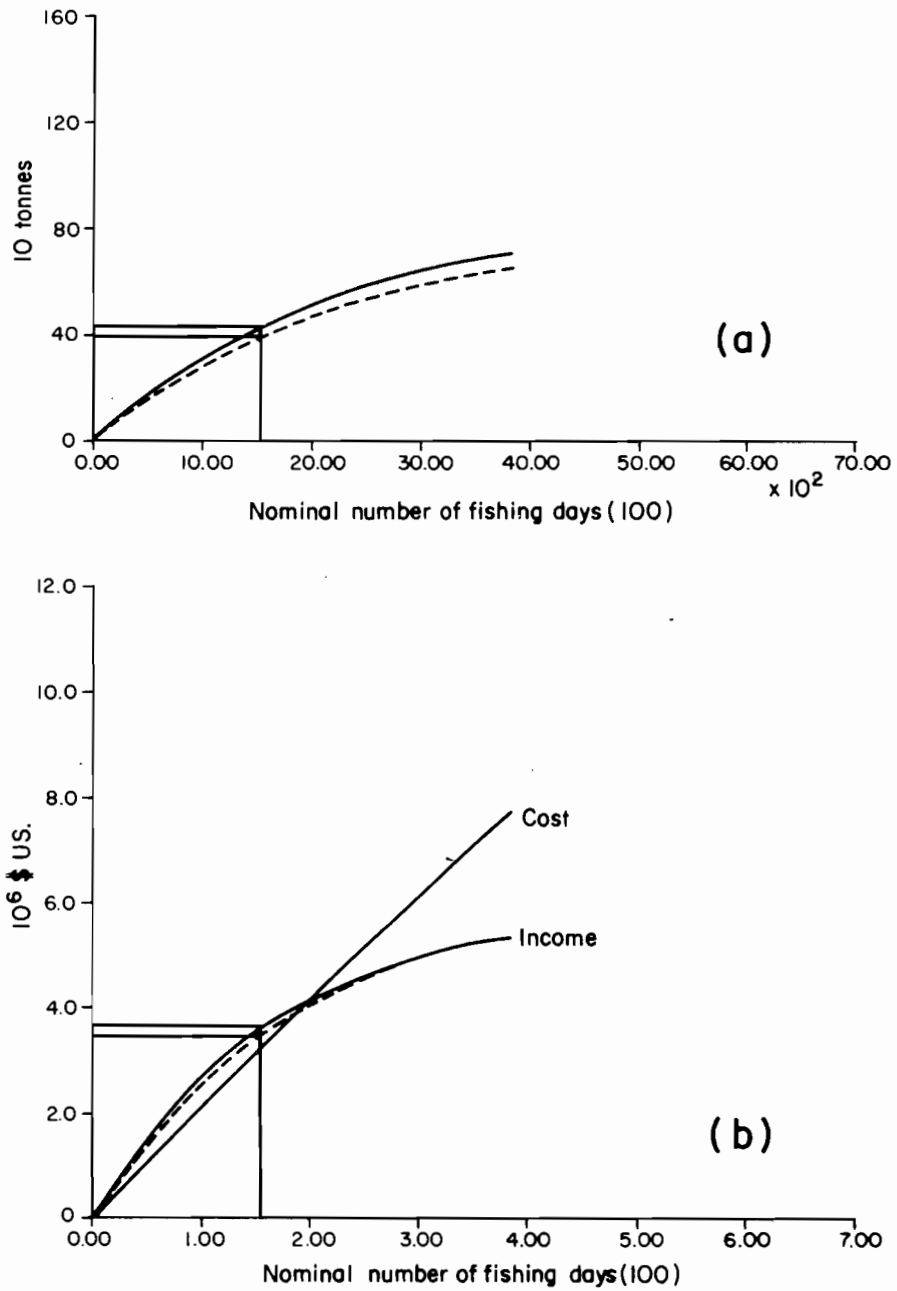 160
120
80
40
0
10 tonnes
(a)
0.00 10.00 20.00 30.00 40.00 50.00 60.00 70.00
x 10²
Nominal number of fishing days (100)
12.0
10.0
8.0
6.0
4.0
2.0
0
10⁶ $ US.
Cost
Income
(b)
0.00 1.00 2.00 3.00 4.00 5.00 6.00 7.00
Nominal number of fishing days (100)